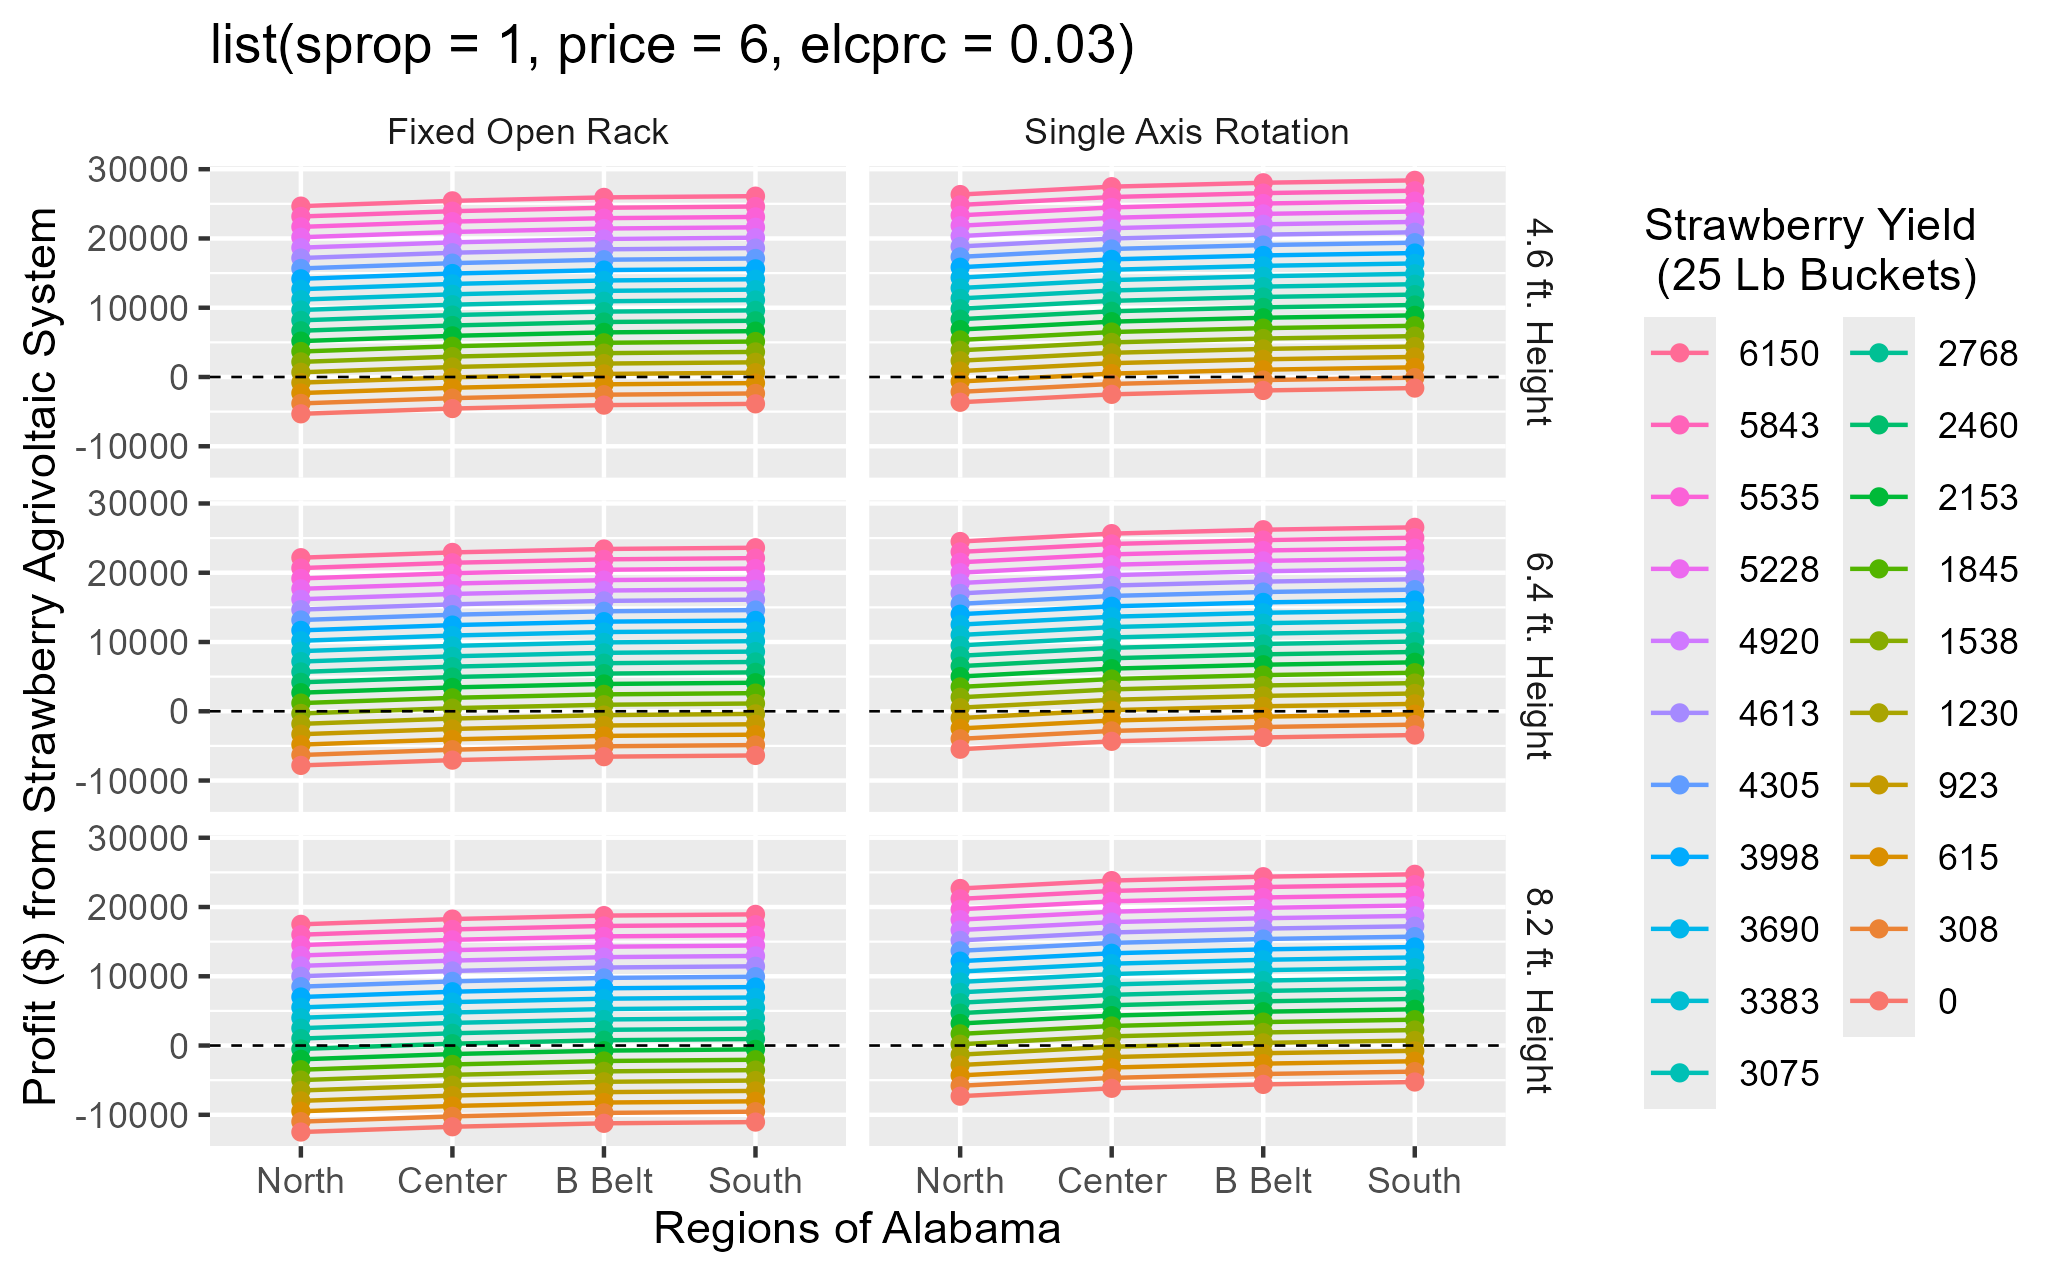 list(sprop = 1, price = 6, elcprc = 0.03)
Fixed Open Rack
Single Axis Rotation
30000
20000
10000
0
-10000
4.6 ft. Height
30000
20000
10000
0
-10000
6.4 ft. Height
30000
20000
10000
0
-10000
8.2 ft. Height
Profit ($) from Strawberry Agrivoltaic System
North
Center
B Belt
South
North
Center
B Belt
South
Regions of Alabama
Strawberry Yield
(25 Lb Buckets)
6150
5843
5535
5228
4920
4613
4305
3998
3690
3383
3075
2768
2460
2153
1845
1538
1230
923
615
308
0